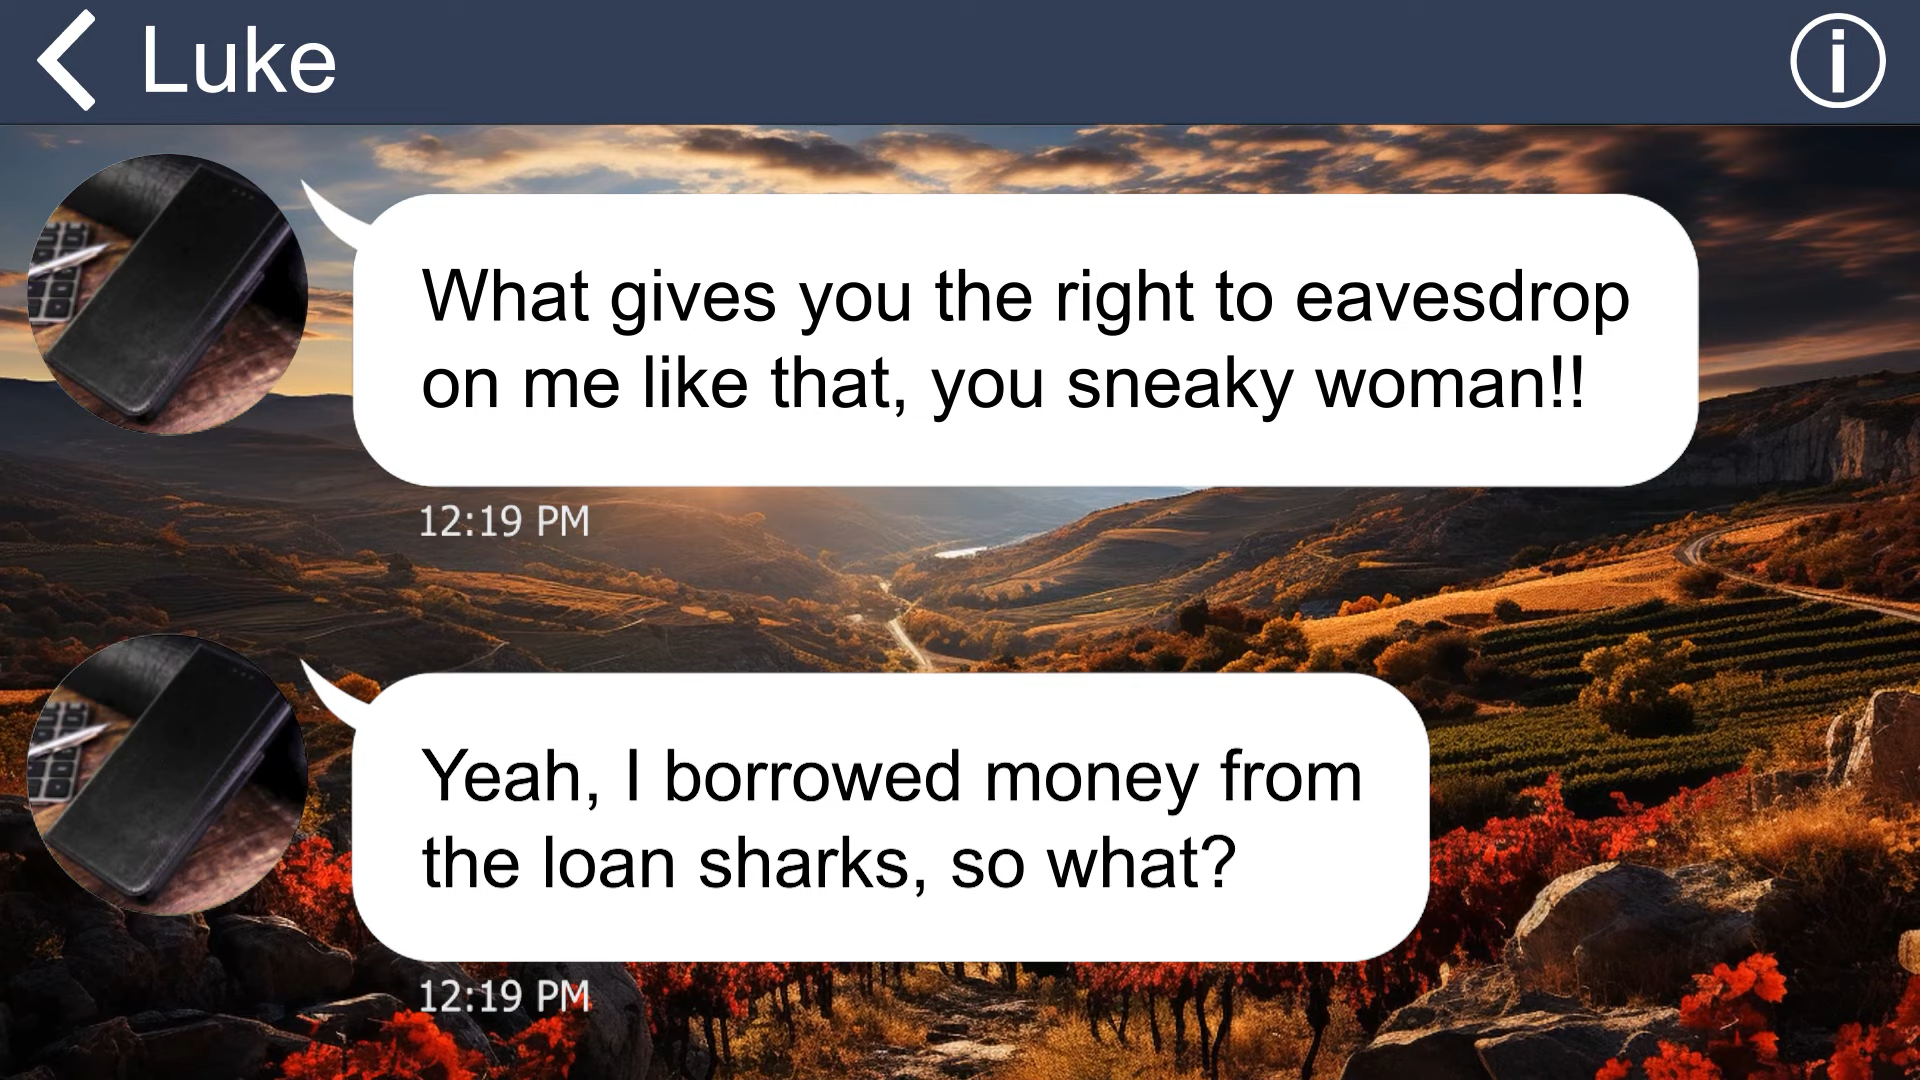 Luke
What gives you the right to eavesdrop
on me like that, you sneaky woman!!
12:19 PM
Yeah, I borrowed money from
the loan sharks, so what?
12:19 PM